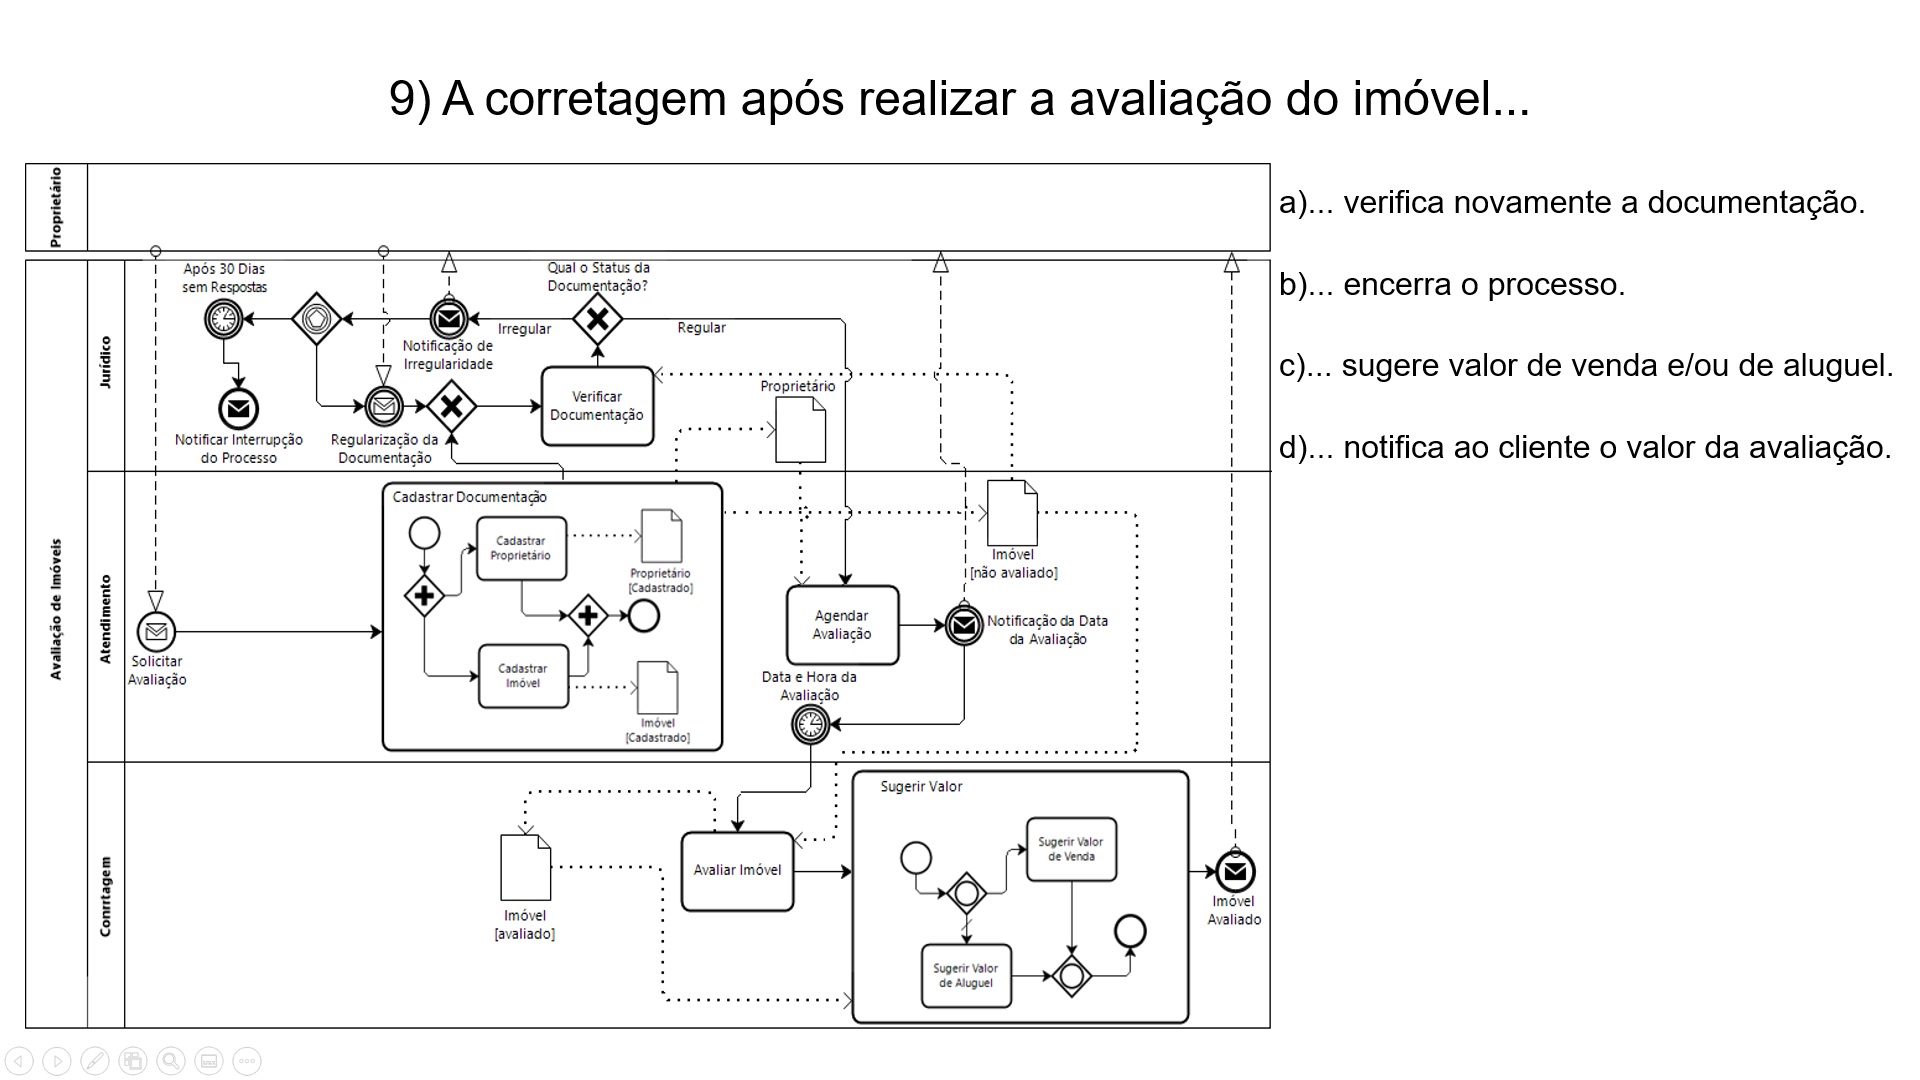 9) A corretagem após realizar a avaliação do imóvel...
a)... verifica novamente a documentação.
b)... encerra o processo.
c)... sugere valor de venda e/ou de aluguel.
d)... notifica ao cliente o valor da avaliação.
Proprietário
Avaliação de Imóveis
Jurídico
Após 30 Dias
sem Respostas
Notificar Interrupção
do Processo
Regularização da
Documentação
Notificação de
Irregularidade
Irregular
Qual o Status da
Documentação?
Regular
Verificar
Documentação
Proprietário
Atendimento
Solicitar
Avaliação
Cadastrar Documentação
Cadastrar
Proprietário
Proprietário
[Cadastrado]
Cadastrar
Imóvel
Imóvel
[Cadastrado]
Imóvel
[não avaliado]
Agendar
Avaliação
Notificação da Data
da Avaliação
Data e Hora da
Avaliação
Conrrtagem
Imóvel
[avaliado]
Avaliar Imóvel
Sugerir Valor
Sugerir Valor
de Venda
Sugerir Valor
de Aluguel
Imóvel
Avaliado